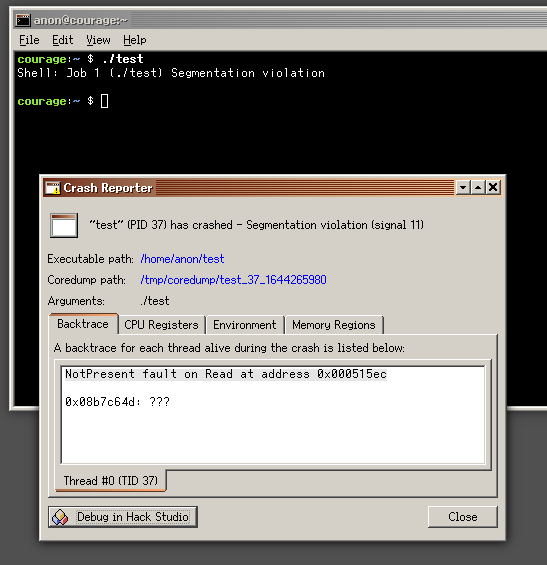 anon@courage:~
File Edit View Help
courage:~ $ ./test
Shell: Job 1 (./test) Segmentation violation
courage:~ $
Crash Reporter
"test" (PID 37) has crashed - Segmentation violation (signal 11)
Executable path: /home/anon/test
Coredump path: /tmp/coredump/test_37_1644265980
Arguments: ./test
Backtrace CPU Registers Environment Memory Regions
A backtrace for each thread alive during the crash is listed below:
NotPresent fault on Read at address 0x000515ec
0x08b7c64d: ???
Thread #0 (TID 37)
Debug in Hack Studio Close